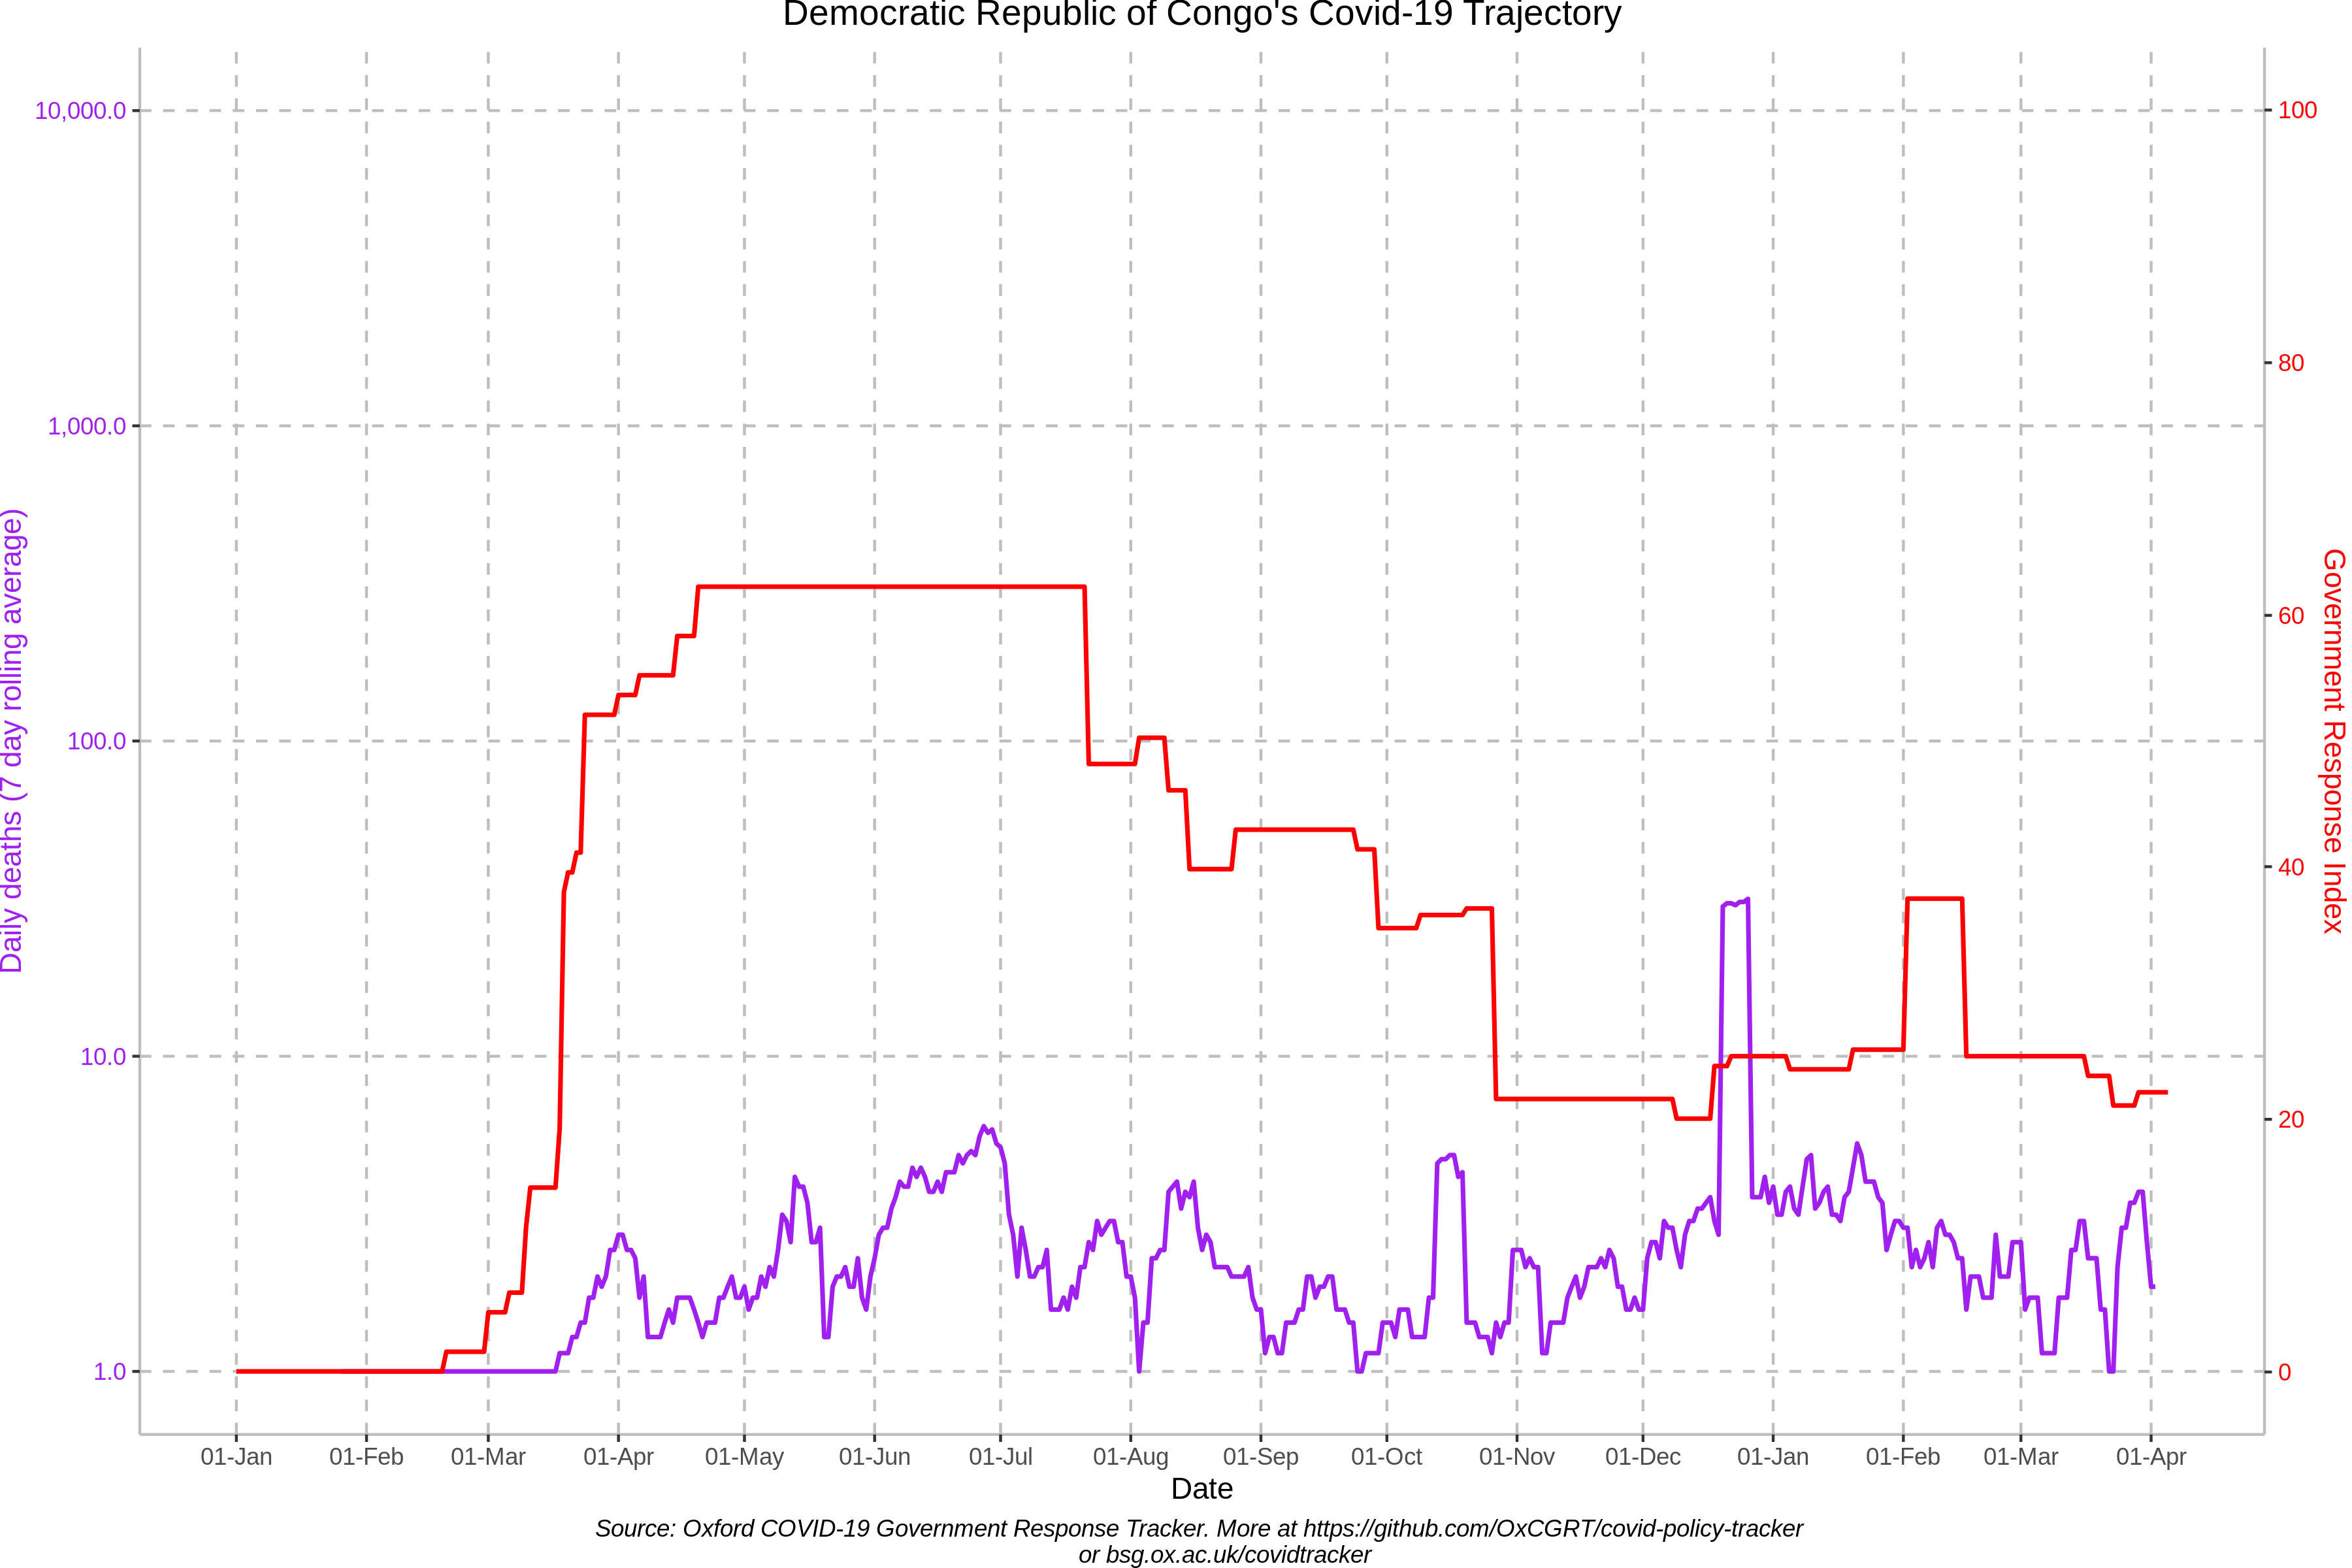 Democratic Republic of Congo's Covid-19 Trajectory
10,000.0
1,000.0
100.0
10.0
1.0
Daily deaths (7 day rolling average)
100
80
60
40
20
0
Government Response Index
01-Jan 01-Feb 01-Mar 01-Apr 01-May 01-Jun 01-Jul 01-Aug 01-Sep 01-Oct 01-Nov 01-Dec 01-Jan 01-Feb 01-Mar 01-Apr
Date
Source: Oxford COVID-19 Government Response Tracker. More at https://github.com/OxCGRT/covid-policy-tracker
or bsg.ox.ac.uk/covidtracker